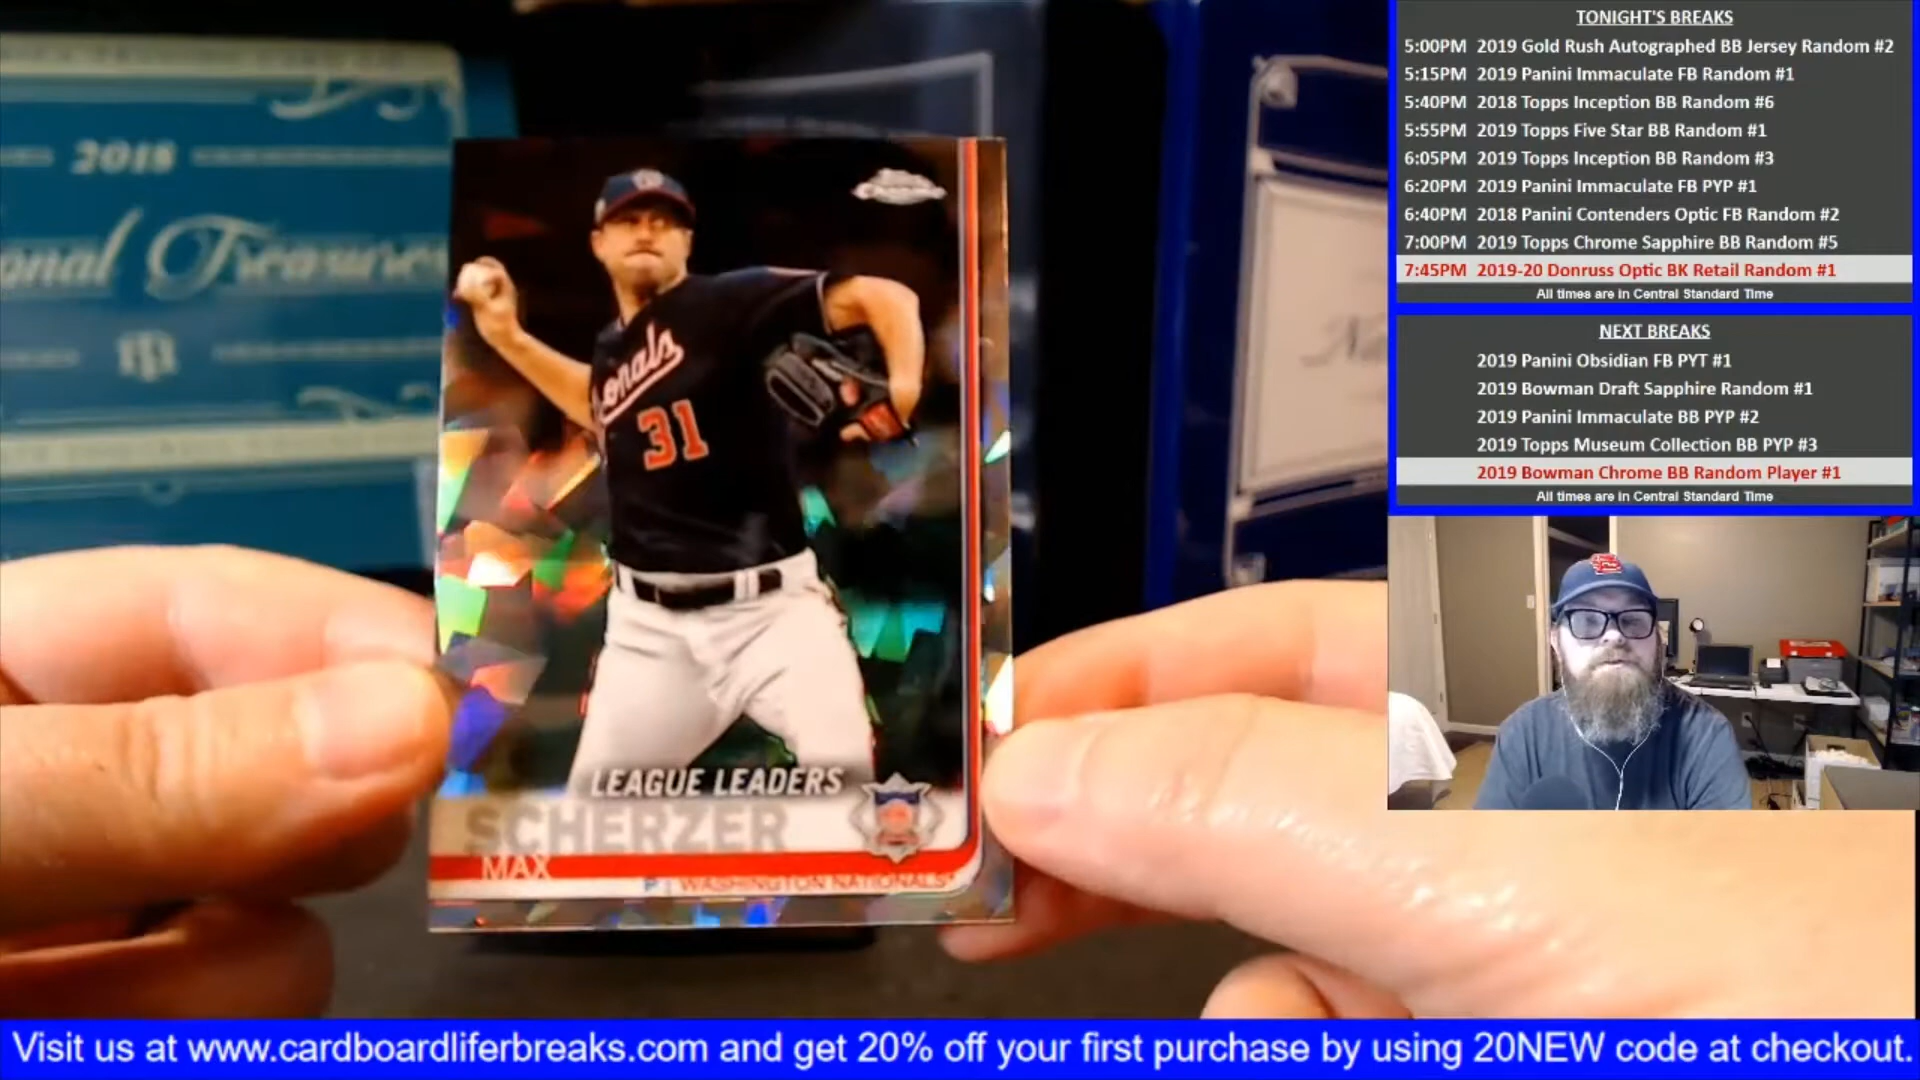 2018
onal Treasures
Chrome
onals
31
LEAGUE LEADERS
SCHERZER
MAX
P | WASHINGTON NATIONALS
TONIGHT'S BREAKS
5:00PM 2019 Gold Rush Autographed BB Jersey Random #2
5:15PM 2019 Panini Immaculate FB Random #1
5:40PM 2018 Topps Inception BB Random #6
5:55PM 2019 Topps Five Star BB Random #1
6:05PM 2019 Topps Inception BB Random #3
6:20PM 2019 Panini Immaculate FB PYP #1
6:40PM 2018 Panini Contenders Optic FB Random #2
7:00PM 2019 Topps Chrome Sapphire BB Random #5
7:45PM 2019-20 Donruss Optic BK Retail Random #1
All times are in Central Standard Time
NEXT BREAKS
2019 Panini Obsidian FB PYT #1
2019 Bowman Draft Sapphire Random #1
2019 Panini Immaculate BB PYP #2
2019 Topps Museum Collection BB PYP #3
2019 Bowman Chrome BB Random Player #1
All times are in Central Standard Time
Visit us at www.cardboardliferbreaks.com and get 20% off your first purchase by using 20NEW code at checkout.